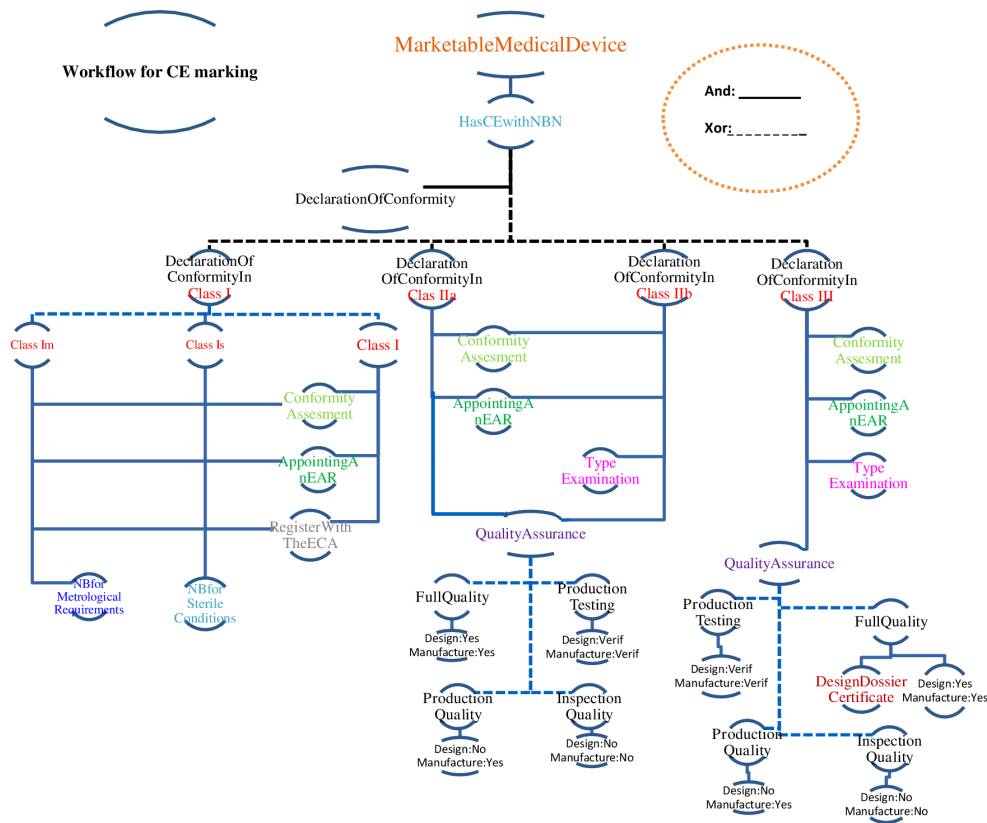 MarketableMedicalDevice
Workflow for CE marking
And: ________
Xor:_ _ _ _ _ _ _ _
HasCEwithNBN
DeclarationOfConformity
DeclarationOf
ConformityIn
Class I
Declaration
OfConformityIn
Clas IIa
Declaration
OfConformityIn
Class IIb
Declaration
OfConformityIn
Class III
Class Im
Class Is
Class I
Conformity
Assesment
AppointingA
nEAR
RegisterWith
TheECA
NBfor
Metrological
Requirements
NBfor
Sterile
Conditions
Conformity
Assesment
AppointingA
nEAR
Type
Examination
QualityAssurance
FullQuality
Design:Yes
Manufacture:Yes
Production
Testing
Design:Verif
Manufacture:Verif
Production
Quality
Design:No
Manufacture:Yes
Inspection
Quality
Design:No
Manufacture:No
Conformity
Assesment
AppointingA
nEAR
Type
Examination
QualityAssurance
Production
Testing
Design:Verif
Manufacture:Verif
FullQuality
DesignDossier
Certificate
Design:Yes
Manufacture:Yes
Production
Quality
Design:No
Manufacture:Yes
Inspection
Quality
Design:No
Manufacture:No